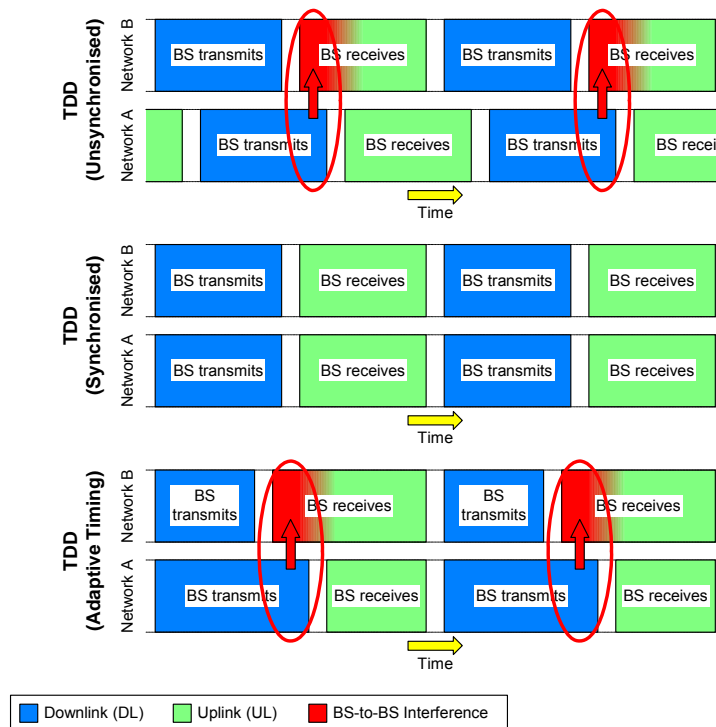 TDD
(Unsynchronised)
Network B
BS transmits
BS receives
BS transmits
BS receives
Network A
BS transmits
BS receives
BS transmits
BS recei
Time
TDD
(Synchronised)
Network B
BS transmits
BS receives
BS transmits
BS receives
Network A
BS transmits
BS receives
BS transmits
BS receives
Time
TDD
(Adaptive Timing)
Network B
BS
transmits
BS receives
BS
transmits
BS receives
Network A
BS transmits
BS receives
BS transmits
BS receives
Time
Downlink (DL)
Uplink (UL)
BS-to-BS Interference